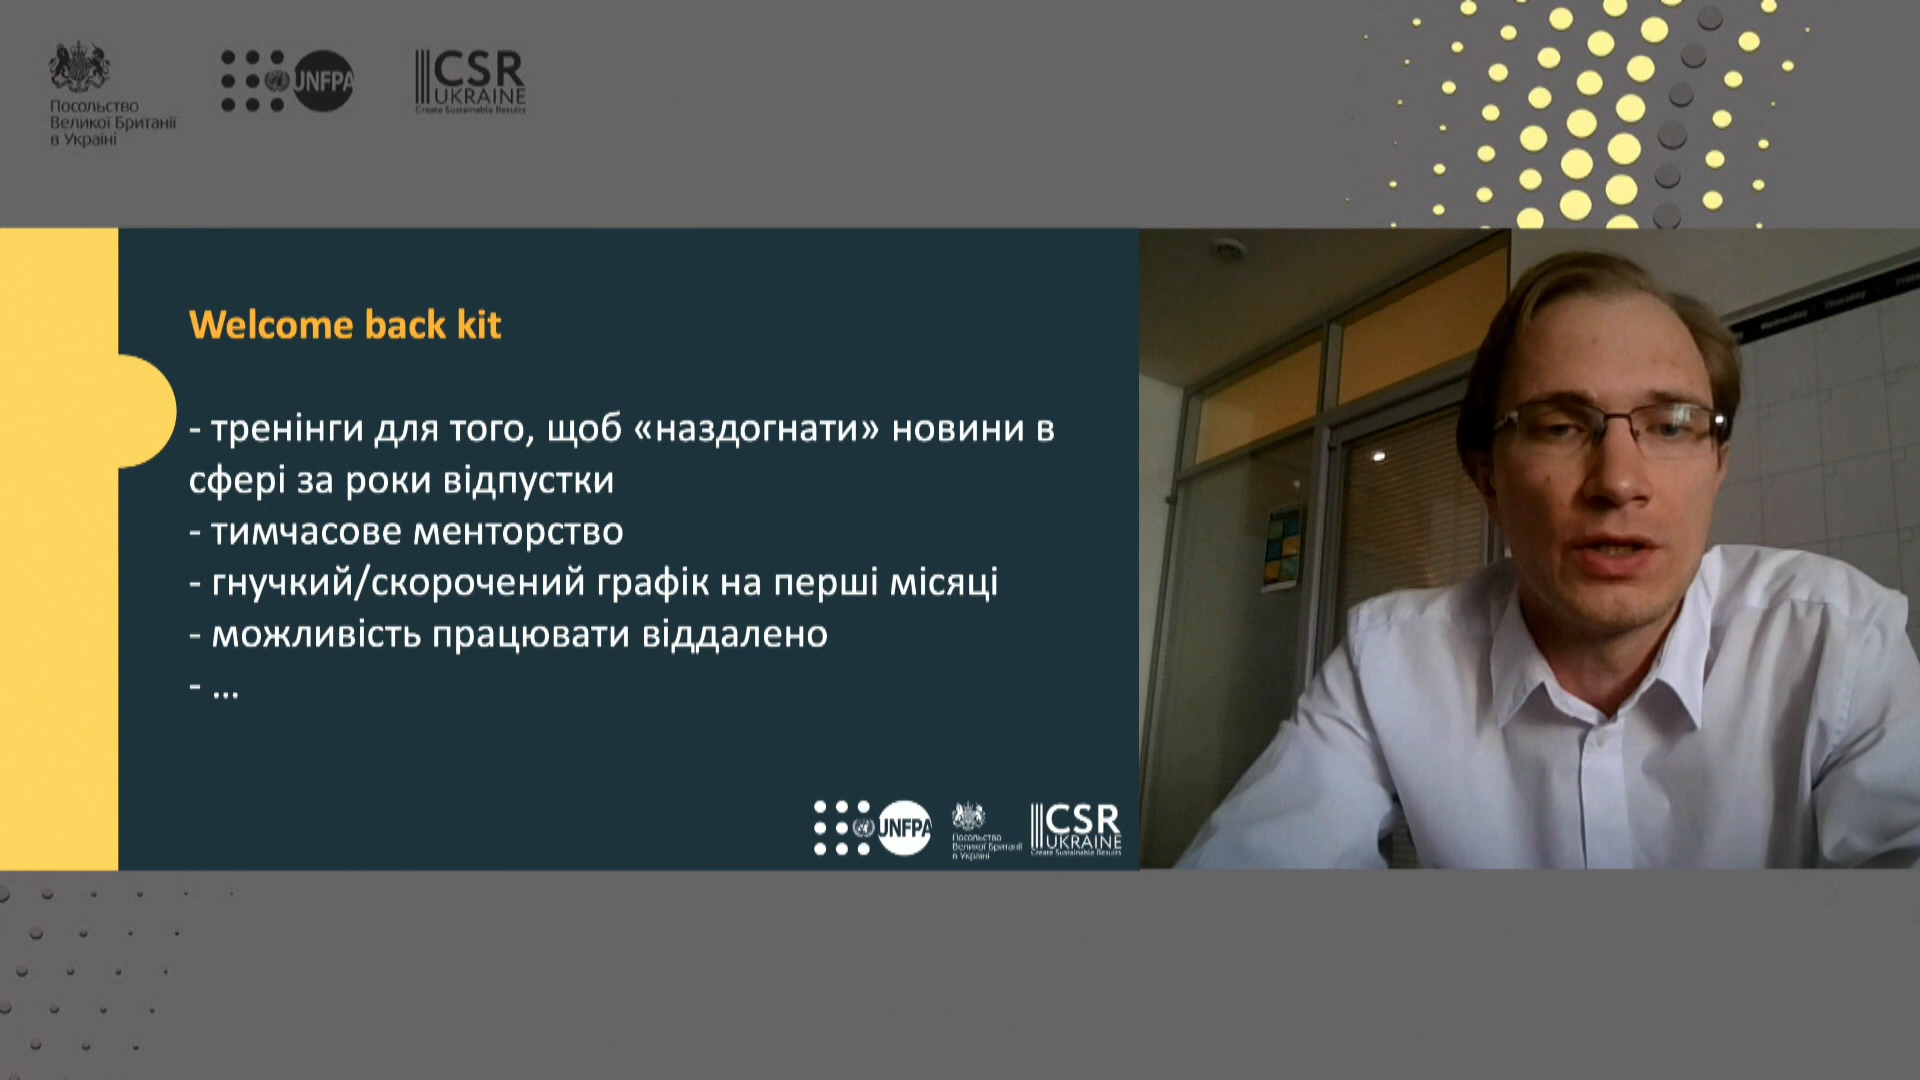 Посольство
Великої Британії
в Україні
UNFPA
CSR
UKRAINE
Create Sustainable Results
Welcome back kit
- тренінги для того, щоб «наздогнати» новини в
сфері за роки відпустки
- тимчасове менторство
- гнучкий/скорочений графік на перші місяці
- можливість працювати віддалено
- ...
UNFPA
Посольство
Великої Британії
в Україні
CSR
UKRAINE
Create Sustainable Results
Wednesday
Thursday